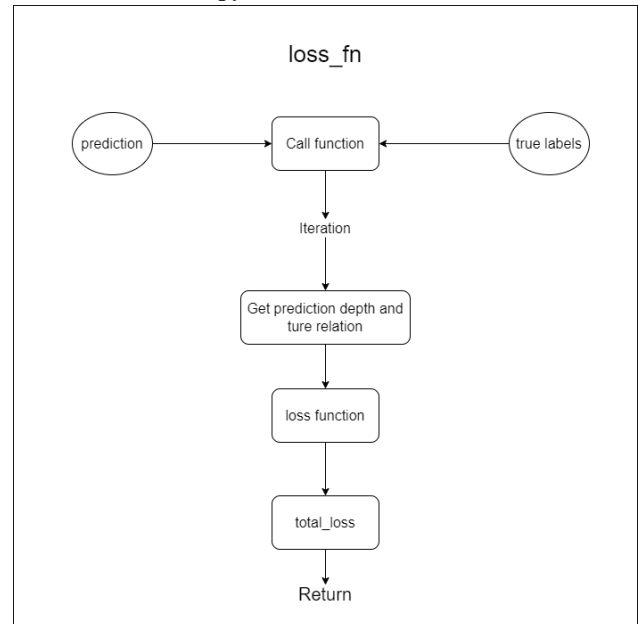 loss_fn
prediction
Call function
true labels
Iteration
Get prediction depth and
ture relation
loss function
total_loss
Return